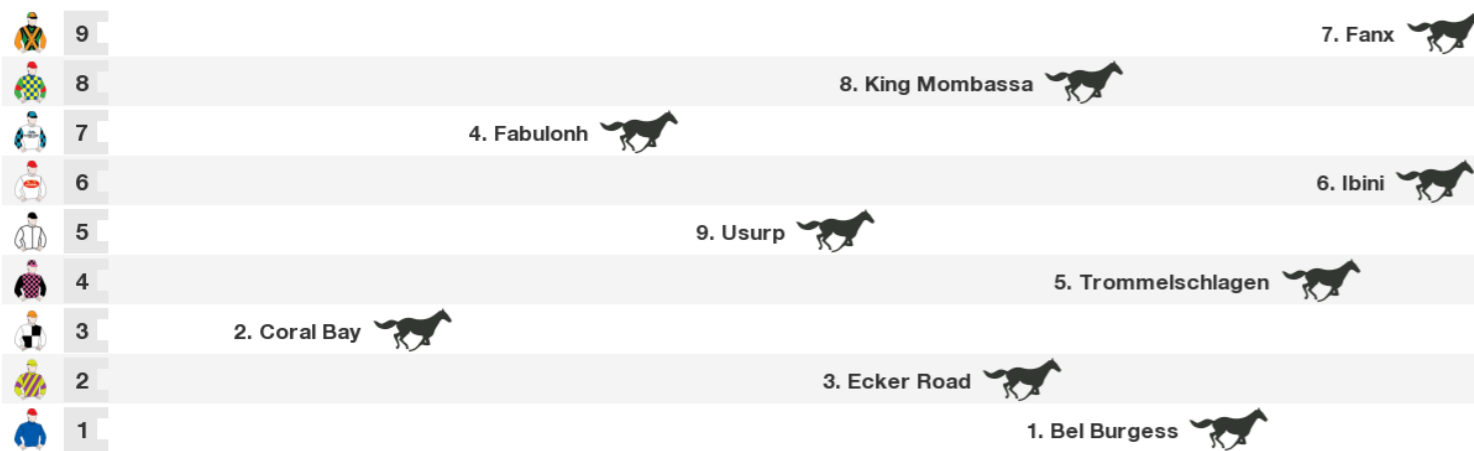 9 7. Fanx
8 8. King Mombassa
7 4. Fabulonh
6 6. Ibini
5 9. Usurp
4 5. Trommelschlagen
3 2. Coral Bay
2 3. Ecker Road
1 1. Bel Burgess